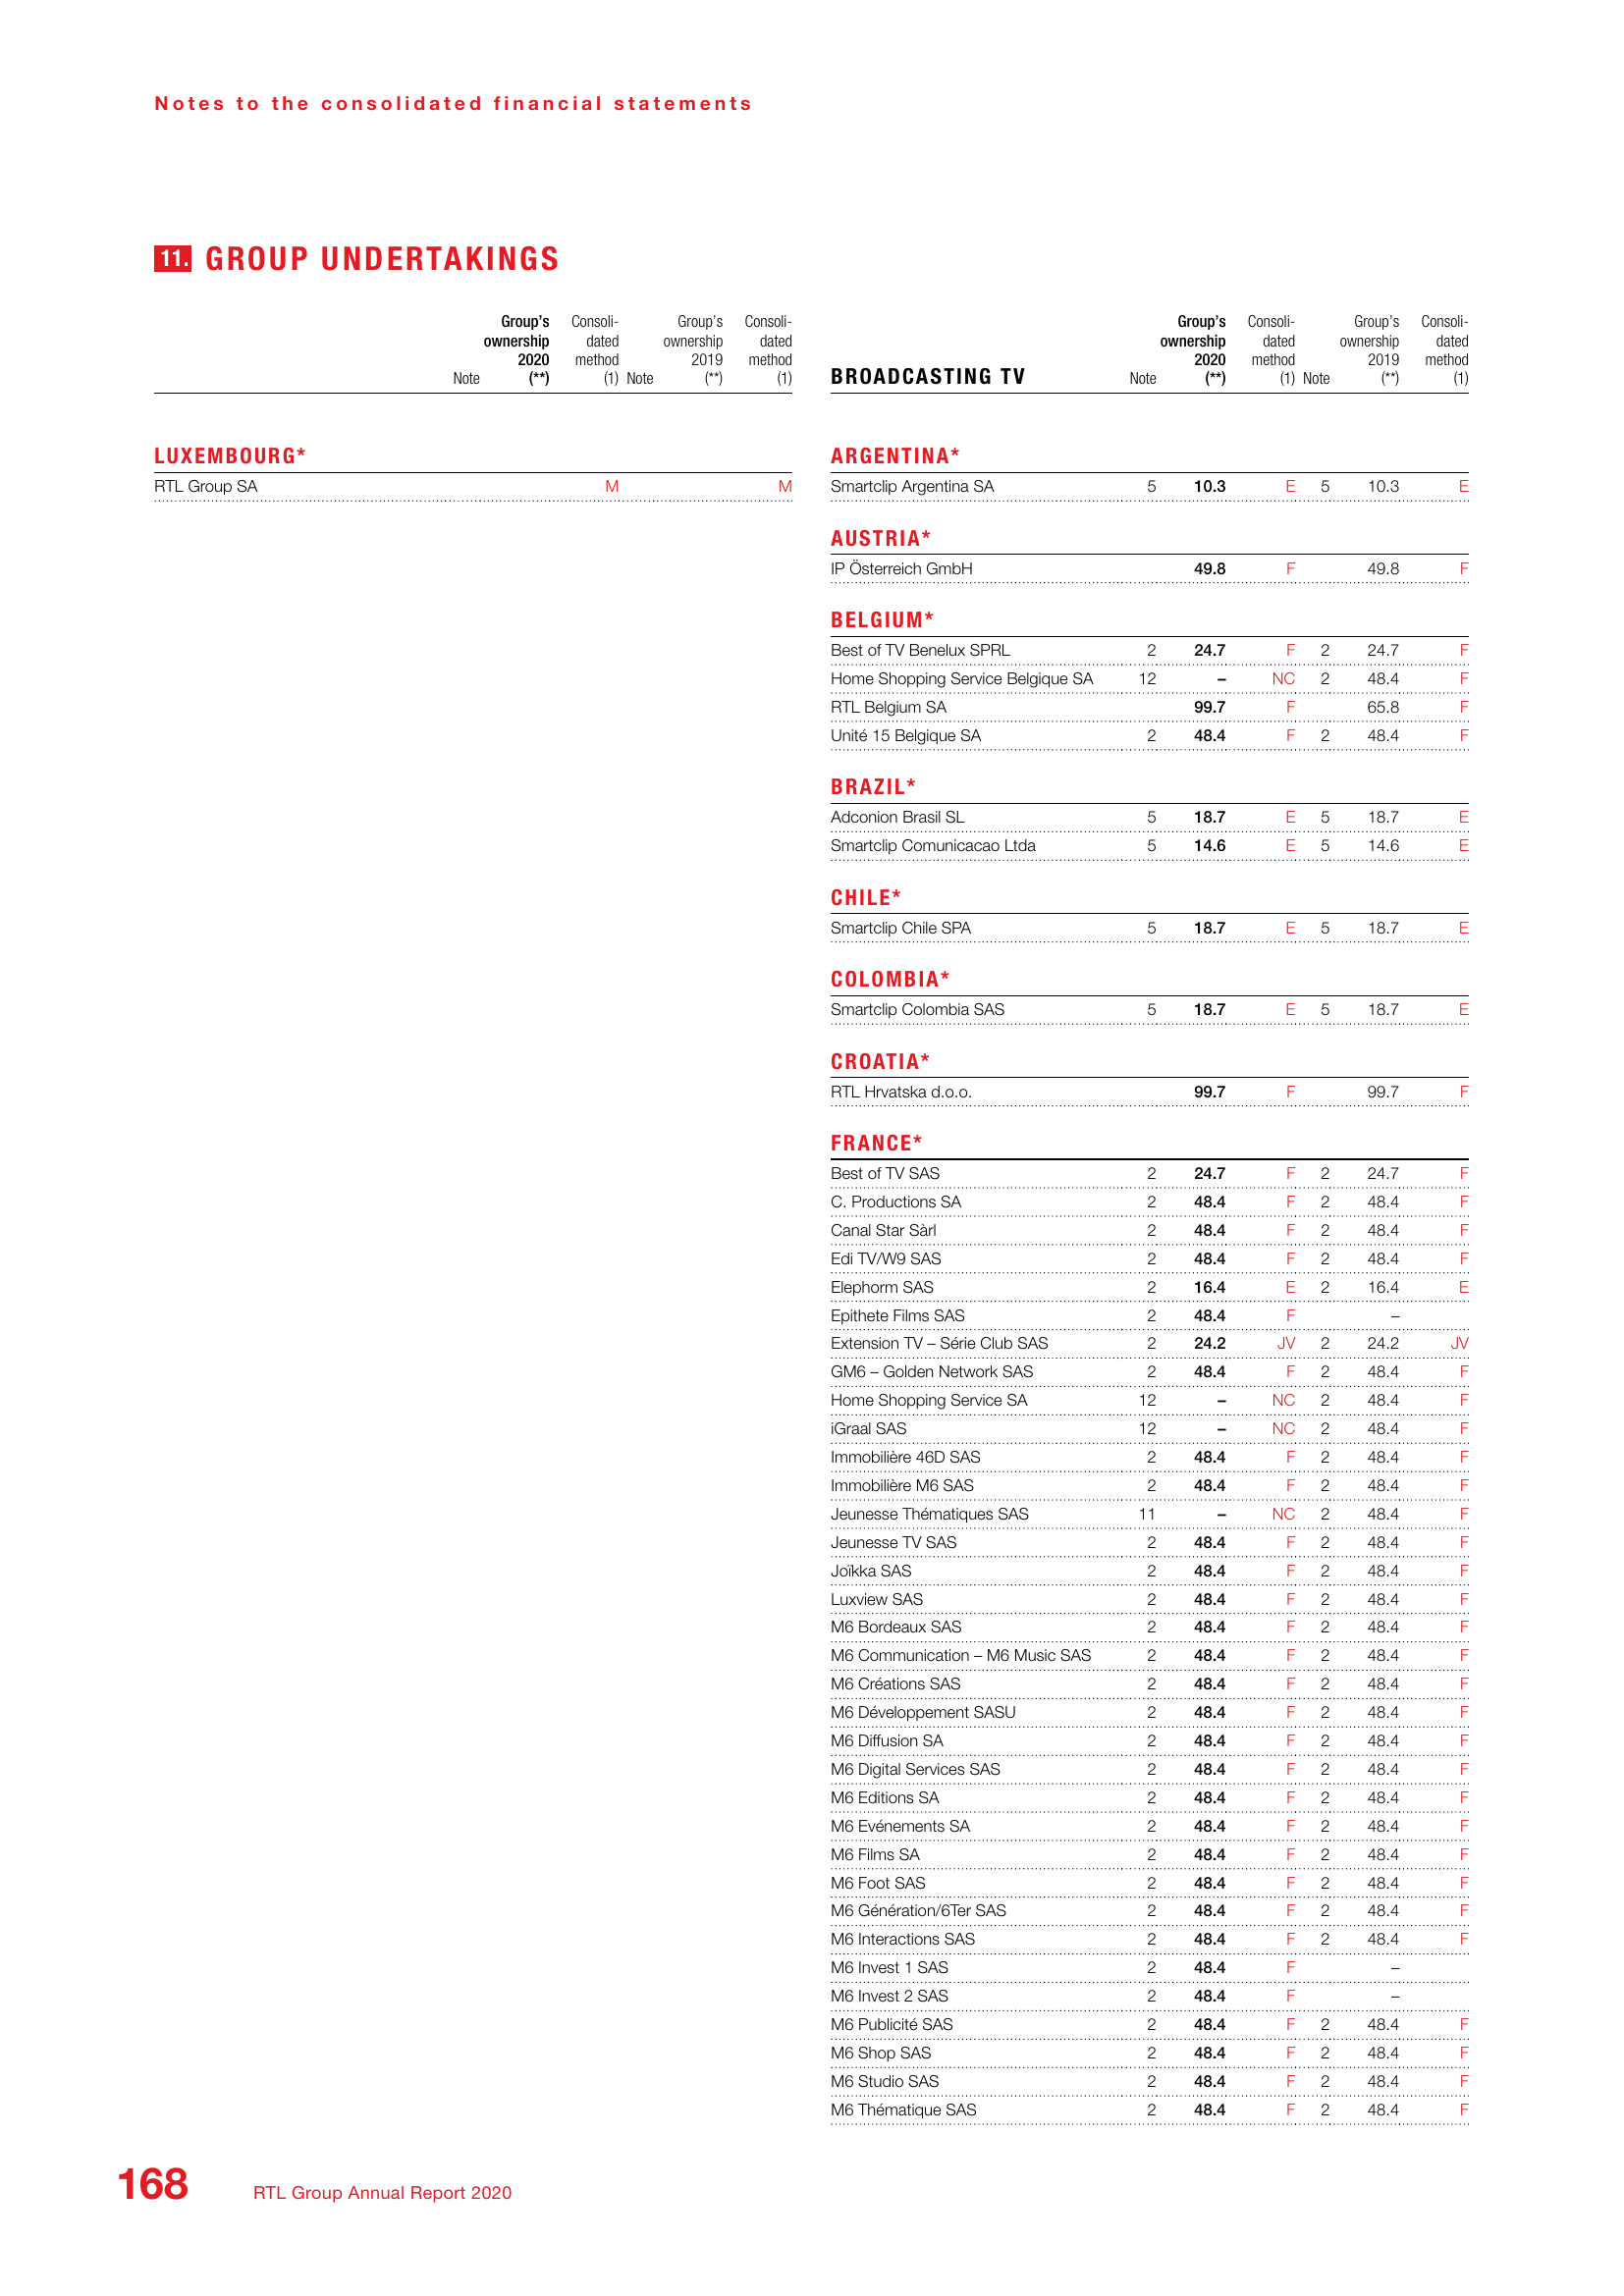 Notes to the consolidated financial statements
11. GROUP UNDERTAKINGS
Note Group's ownership 2020 (**) Consoli-dated method (1) Note Group's ownership 2019 (**) Consoli-dated method (1)
LUXEMBOURG*
RTL Group SA M M
BROADCASTING TV Note Group's ownership 2020 (**) Consoli-dated method (1) Note Group's ownership 2019 (**) Consoli-dated method (1)
ARGENTINA*
Smartclip Argentina SA 5 10.3 E 5 10.3 E
AUSTRIA*
IP Österreich GmbH 49.8 F 49.8 F
BELGIUM*
Best of TV Benelux SPRL 2 24.7 F 2 24.7 F
Home Shopping Service Belgique SA 12 – NC 2 48.4 F
RTL Belgium SA 99.7 F 65.8 F
Unité 15 Belgique SA 2 48.4 F 2 48.4 F
BRAZIL*
Adconion Brasil SL 5 18.7 E 5 18.7 E
Smartclip Comunicacao Ltda 5 14.6 E 5 14.6 E
CHILE*
Smartclip Chile SPA 5 18.7 E 5 18.7 E
COLOMBIA*
Smartclip Colombia SAS 5 18.7 E 5 18.7 E
CROATIA*
RTL Hrvatska d.o.o. 99.7 F 99.7 F
FRANCE*
Best of TV SAS 2 24.7 F 2 24.7 F
C. Productions SA 2 48.4 F 2 48.4 F
Canal Star Sàrl 2 48.4 F 2 48.4 F
Edi TV/W9 SAS 2 48.4 F 2 48.4 F
Elephorm SAS 2 16.4 E 2 16.4 E
Epithete Films SAS 2 48.4 F –
Extension TV – Série Club SAS 2 24.2 JV 2 24.2 JV
GM6 – Golden Network SAS 2 48.4 F 2 48.4 F
Home Shopping Service SA 12 – NC 2 48.4 F
iGraal SAS 12 – NC 2 48.4 F
Immobilière 46D SAS 2 48.4 F 2 48.4 F
Immobilière M6 SAS 2 48.4 F 2 48.4 F
Jeunesse Thématiques SAS 11 – NC 2 48.4 F
Jeunesse TV SAS 2 48.4 F 2 48.4 F
Joïkka SAS 2 48.4 F 2 48.4 F
Luxview SAS 2 48.4 F 2 48.4 F
M6 Bordeaux SAS 2 48.4 F 2 48.4 F
M6 Communication – M6 Music SAS 2 48.4 F 2 48.4 F
M6 Créations SAS 2 48.4 F 2 48.4 F
M6 Développement SASU 2 48.4 F 2 48.4 F
M6 Diffusion SA 2 48.4 F 2 48.4 F
M6 Digital Services SAS 2 48.4 F 2 48.4 F
M6 Editions SA 2 48.4 F 2 48.4 F
M6 Evénements SA 2 48.4 F 2 48.4 F
M6 Films SA 2 48.4 F 2 48.4 F
M6 Foot SAS 2 48.4 F 2 48.4 F
M6 Génération/6Ter SAS 2 48.4 F 2 48.4 F
M6 Interactions SAS 2 48.4 F 2 48.4 F
M6 Invest 1 SAS 2 48.4 F –
M6 Invest 2 SAS 2 48.4 F –
M6 Publicité SAS 2 48.4 F 2 48.4 F
M6 Shop SAS 2 48.4 F 2 48.4 F
M6 Studio SAS 2 48.4 F 2 48.4 F
M6 Thématique SAS 2 48.4 F 2 48.4 F
168 RTL Group Annual Report 2020